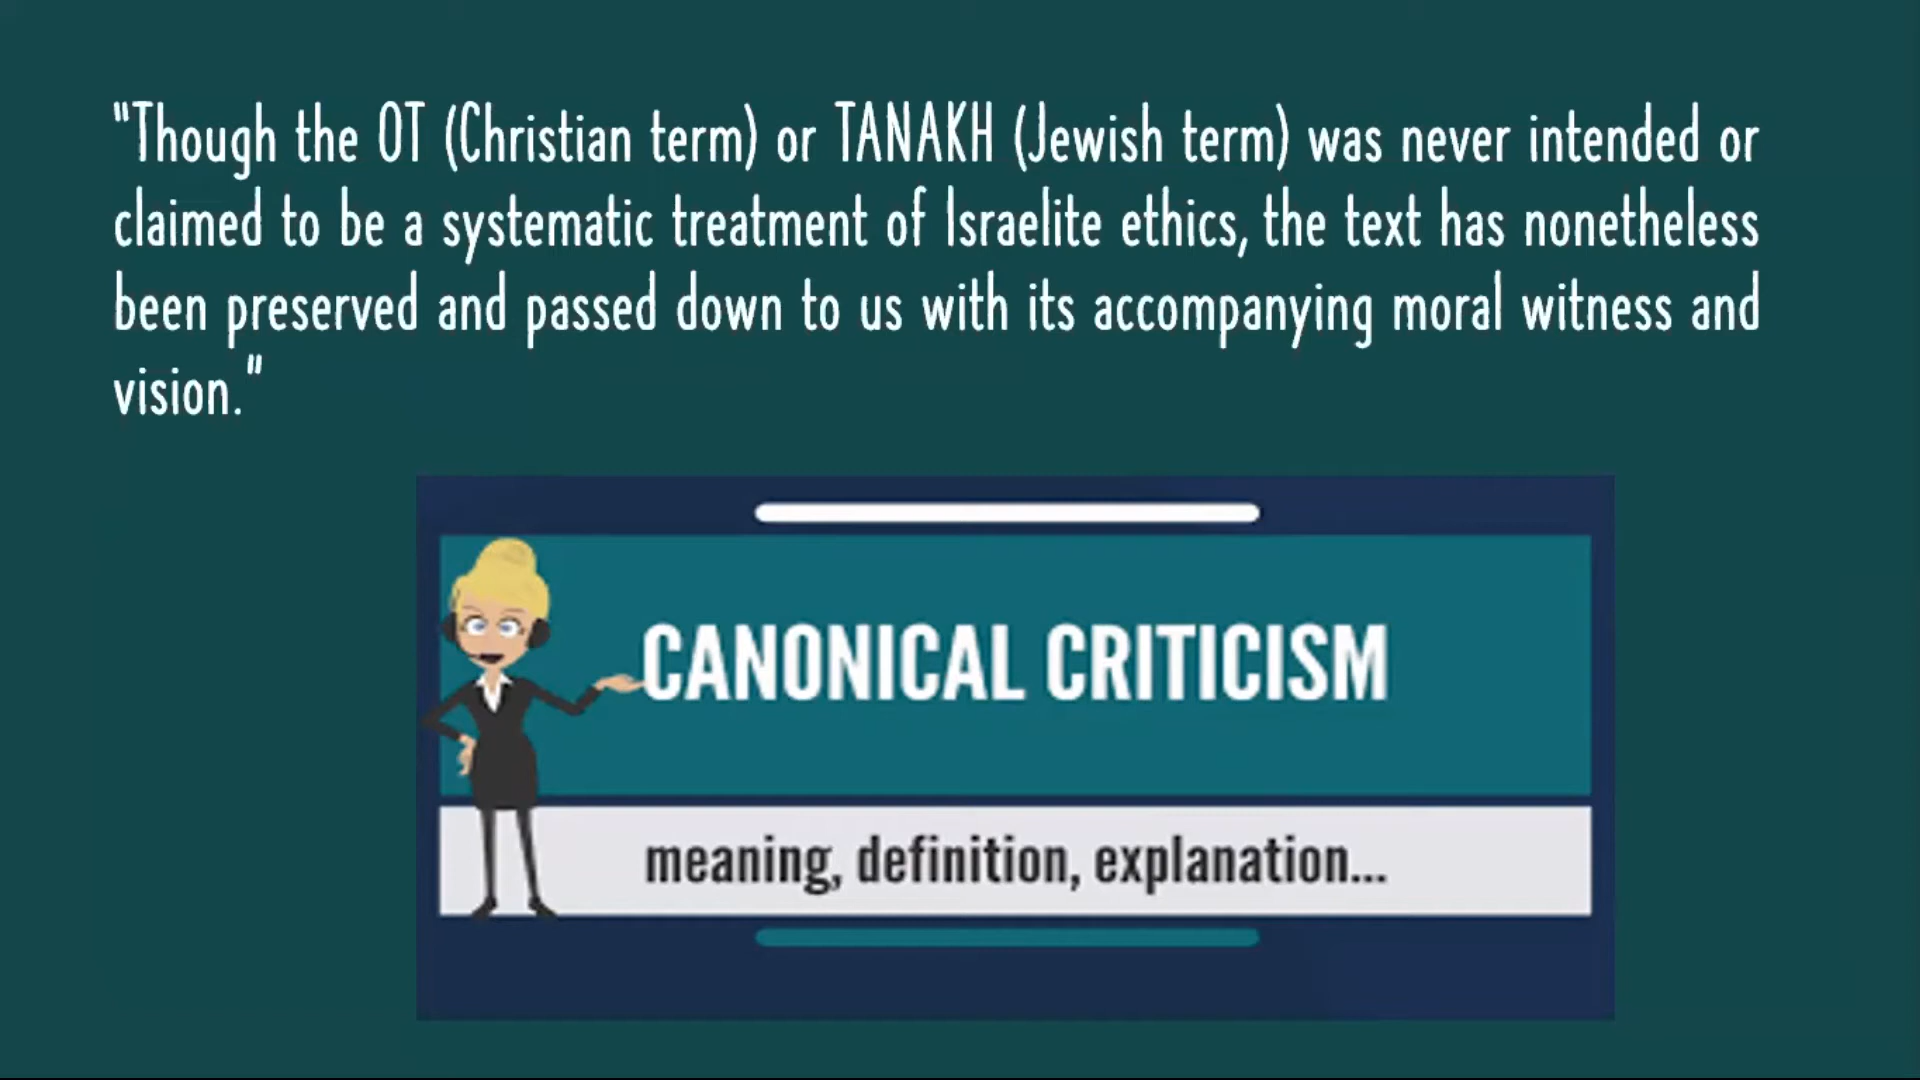 "Though the OT (Christian term) or TANAKH (Jewish term) was never intended or
claimed to be a systematic treatment of Israelite ethics, the text has nonetheless
been preserved and passed down to us with its accompanying moral witness and
vision."
CANONICAL CRITICISM
meaning, definition, explanation...